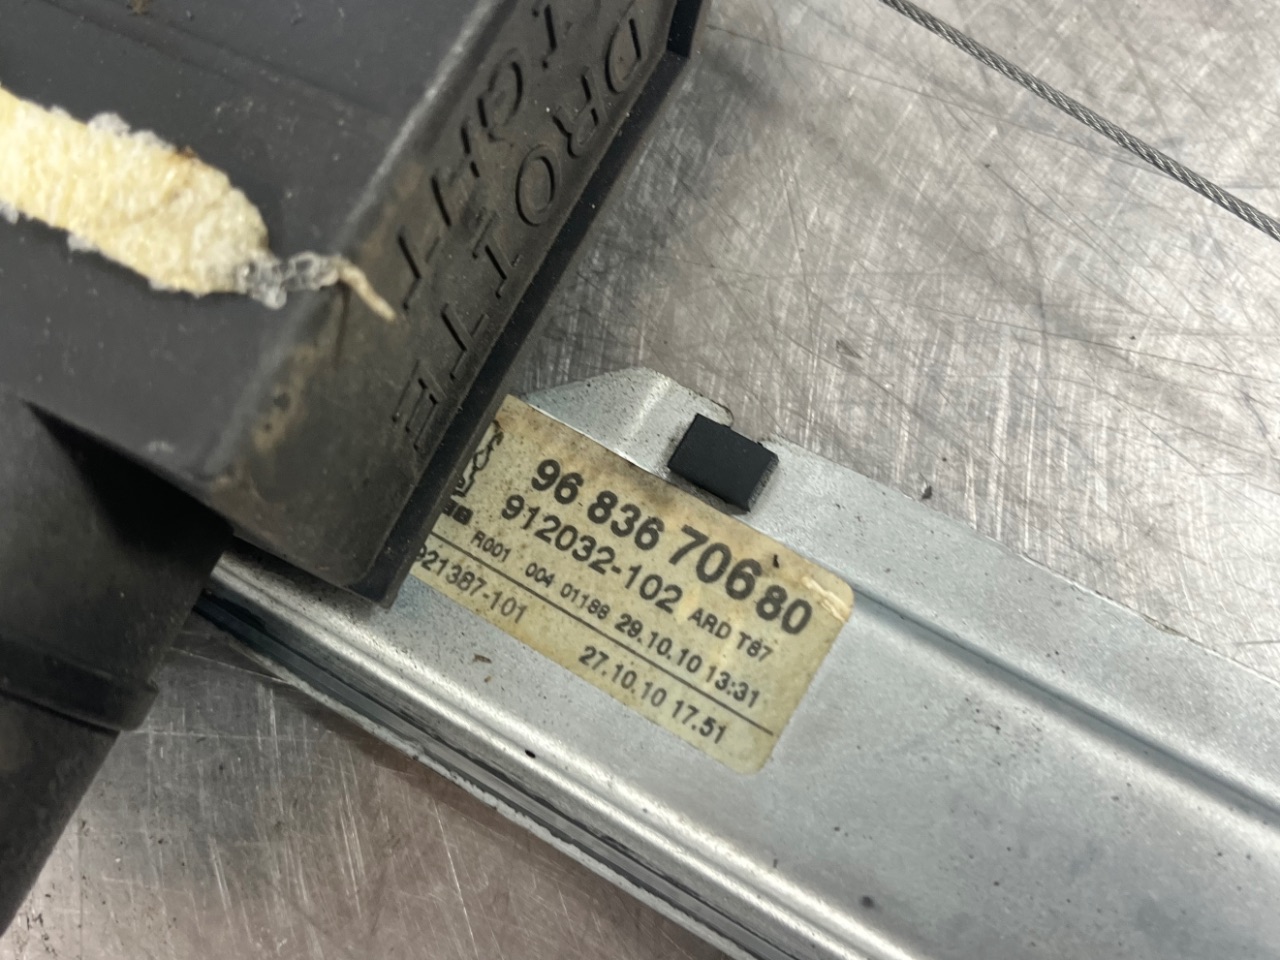 DROITE
96 836 706 80
912032-102 ARD T87
R001 004 01188 29.10.10 13:31
921387-101 27.10.10 17.51